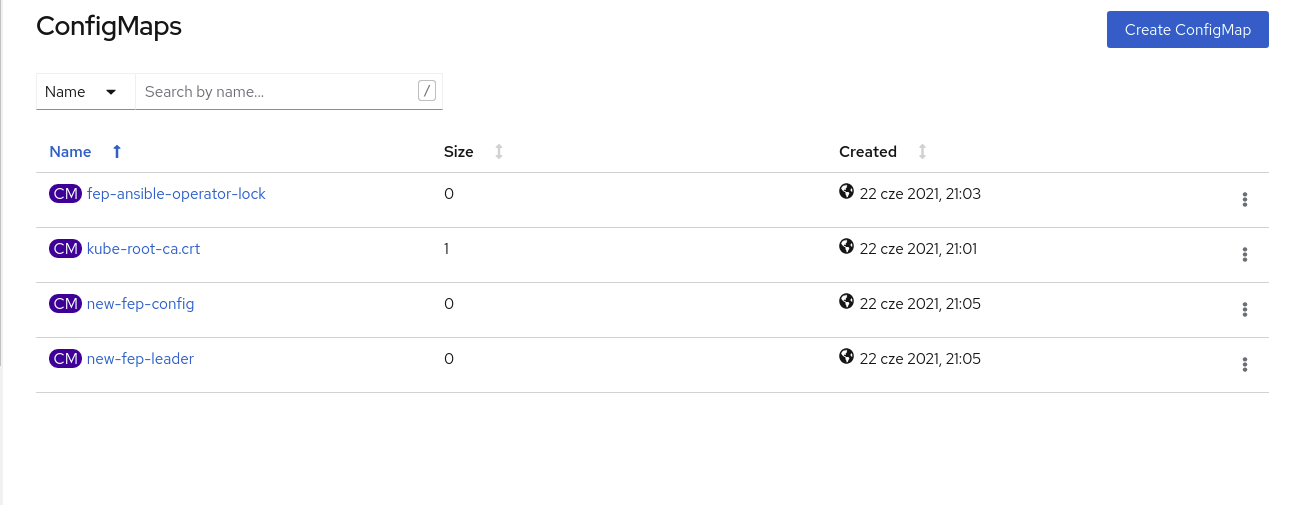 ConfigMaps
Create ConfigMap
Name Search by name... /
Name Size Created
CM fep-ansible-operator-lock 0 22 cze 2021, 21:03
CM kube-root-ca.crt 1 22 cze 2021, 21:01
CM new-fep-config 0 22 cze 2021, 21:05
CM new-fep-leader 0 22 cze 2021, 21:05